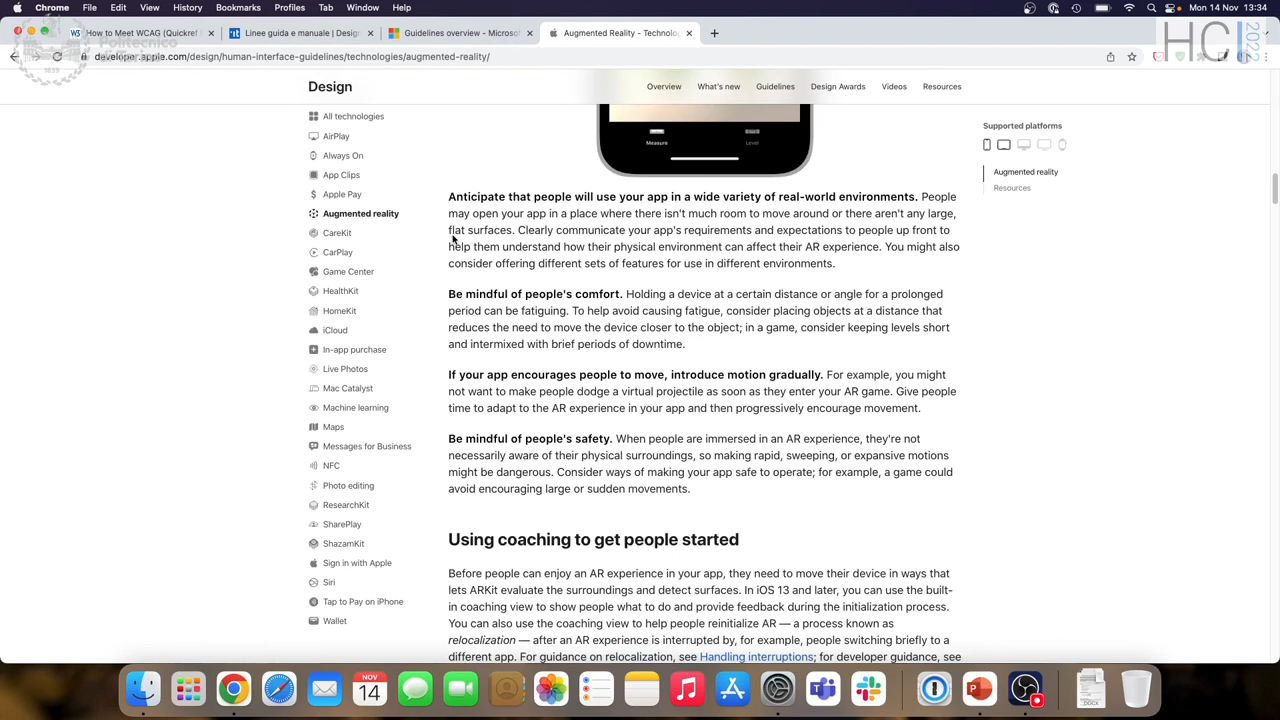 Chrome File Edit View History Bookmarks Profiles Tab Window Help
Mon 14 Nov 13:34
How to Meet WCAG (Quickref
Linee guida e manuale | Design
Guidelines overview - Microso
Augmented Reality - Technolo
developer.apple.com/design/human-interface-guidelines/technologies/augmented-reality/
Politecnico
1859
HCI 2022
Design
Overview What's new Guidelines Design Awards Videos Resources
All technologies
AirPlay
Always On
App Clips
Apple Pay
Augmented reality
CareKit
CarPlay
Game Center
HealthKit
HomeKit
iCloud
In-app purchase
Live Photos
Mac Catalyst
Machine learning
Maps
Messages for Business
NFC
Photo editing
ResearchKit
SharePlay
ShazamKit
Sign in with Apple
Siri
Tap to Pay on iPhone
Wallet
Measure Level
Anticipate that people will use your app in a wide variety of real-world environments. People
may open your app in a place where there isn't much room to move around or there aren't any large,
flat surfaces. Clearly communicate your app's requirements and expectations to people up front to
help them understand how their physical environment can affect their AR experience. You might also
consider offering different sets of features for use in different environments.
Be mindful of people's comfort. Holding a device at a certain distance or angle for a prolonged
period can be fatiguing. To help avoid causing fatigue, consider placing objects at a distance that
reduces the need to move the device closer to the object; in a game, consider keeping levels short
and intermixed with brief periods of downtime.
If your app encourages people to move, introduce motion gradually. For example, you might
not want to make people dodge a virtual projectile as soon as they enter your AR game. Give people
time to adapt to the AR experience in your app and then progressively encourage movement.
Be mindful of people's safety. When people are immersed in an AR experience, they're not
necessarily aware of their physical surroundings, so making rapid, sweeping, or expansive motions
might be dangerous. Consider ways of making your app safe to operate; for example, a game could
avoid encouraging large or sudden movements.
Using coaching to get people started
Before people can enjoy an AR experience in your app, they need to move their device in ways that
lets ARKit evaluate the surroundings and detect surfaces. In iOS 13 and later, you can use the built-
in coaching view to show people what to do and provide feedback during the initialization process.
You can also use the coaching view to help people reinitialize AR — a process known as
relocalization — after an AR experience is interrupted by, for example, people switching briefly to a
different app. For guidance on relocalization, see Handling interruptions; for developer guidance, see
Supported platforms
Augmented reality
Resources
NOV
14
DOCX